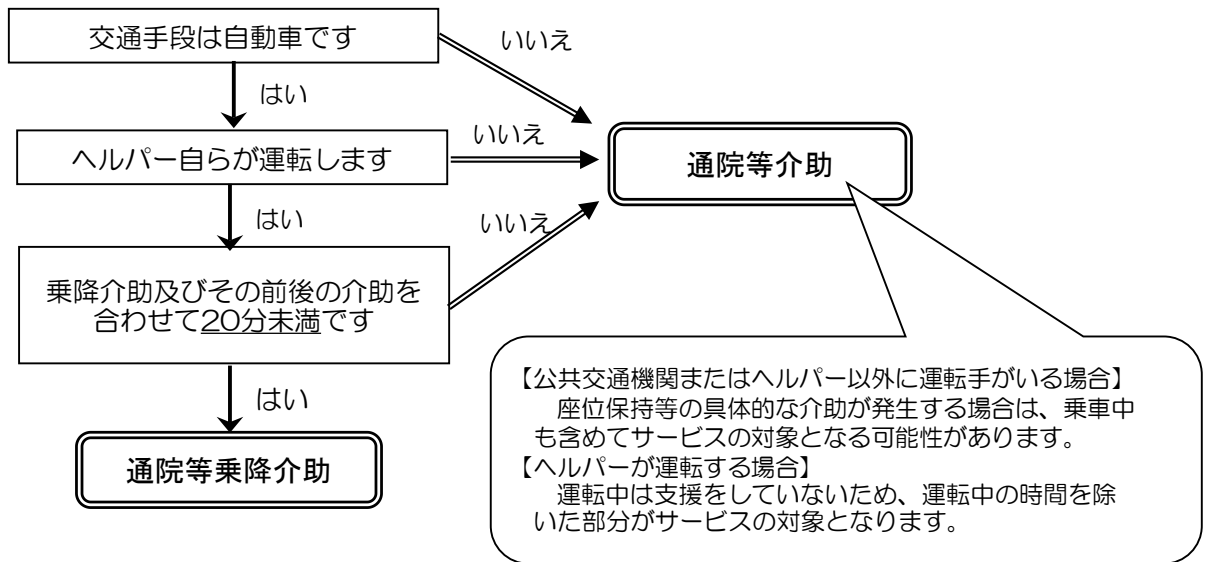 交通手段は自動車です
いいえ
はい
ヘルパー自らが運転します
いいえ
通院等介助
はい
いいえ
乗降介助及びその前後の介助を
合わせて20分未満です
はい
通院等乗降介助
【公共交通機関またはヘルパー以外に運転手がいる場合】
座位保持等の具体的な介助が発生する場合は、乗車中
も含めてサービスの対象となる可能性があります。
【ヘルパーが運転する場合】
運転中は支援をしていないため、運転中の時間を除
いた部分がサービスの対象となります。